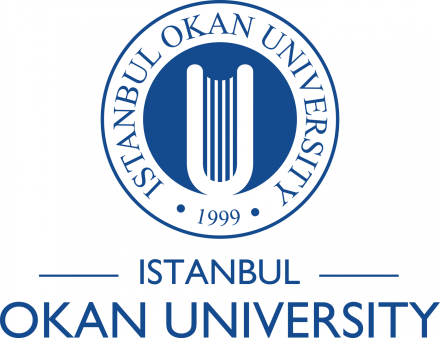 ISTANBUL OKAN UNIVERSITY
• 1999 •
ISTANBUL
OKAN UNIVERSITY